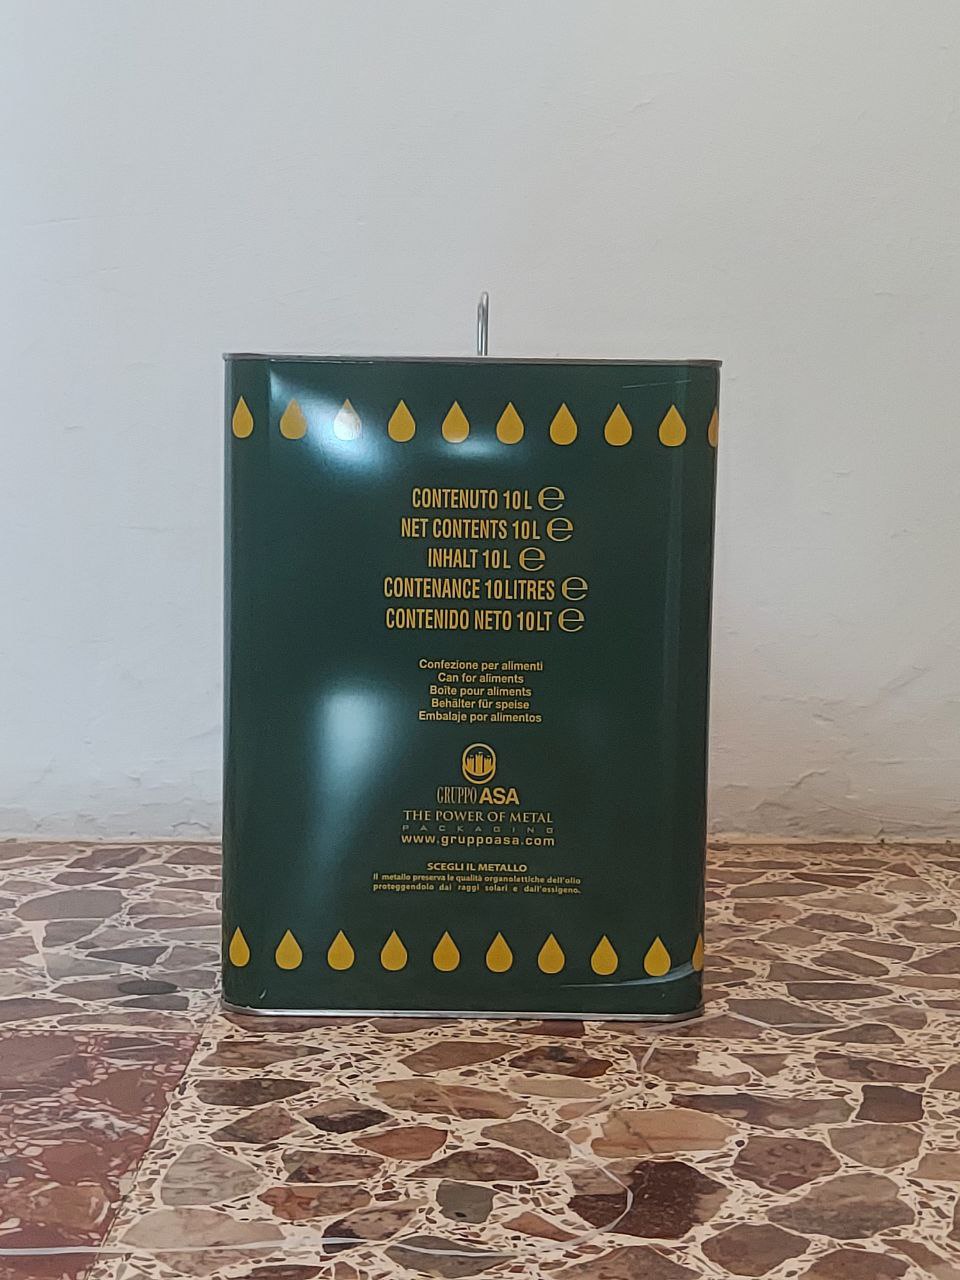 CONTENUTO 10 L ℮
NET CONTENTS 10 L ℮
INHALT 10 L ℮
CONTENANCE 10 LITRES ℮
CONTENIDO NETO 10 LT ℮
Confezione per alimenti
Can for aliments
Boîte pour aliments
Behälter für speise
Embalaje por alimentos
GRUPPO ASA
THE POWER OF METAL
PACKAGING
www.gruppoasa.com
SCEGLI IL METALLO
Il metallo preserva le qualità organolettiche dell'olio
proteggendolo dai raggi solari e dall'ossigeno.